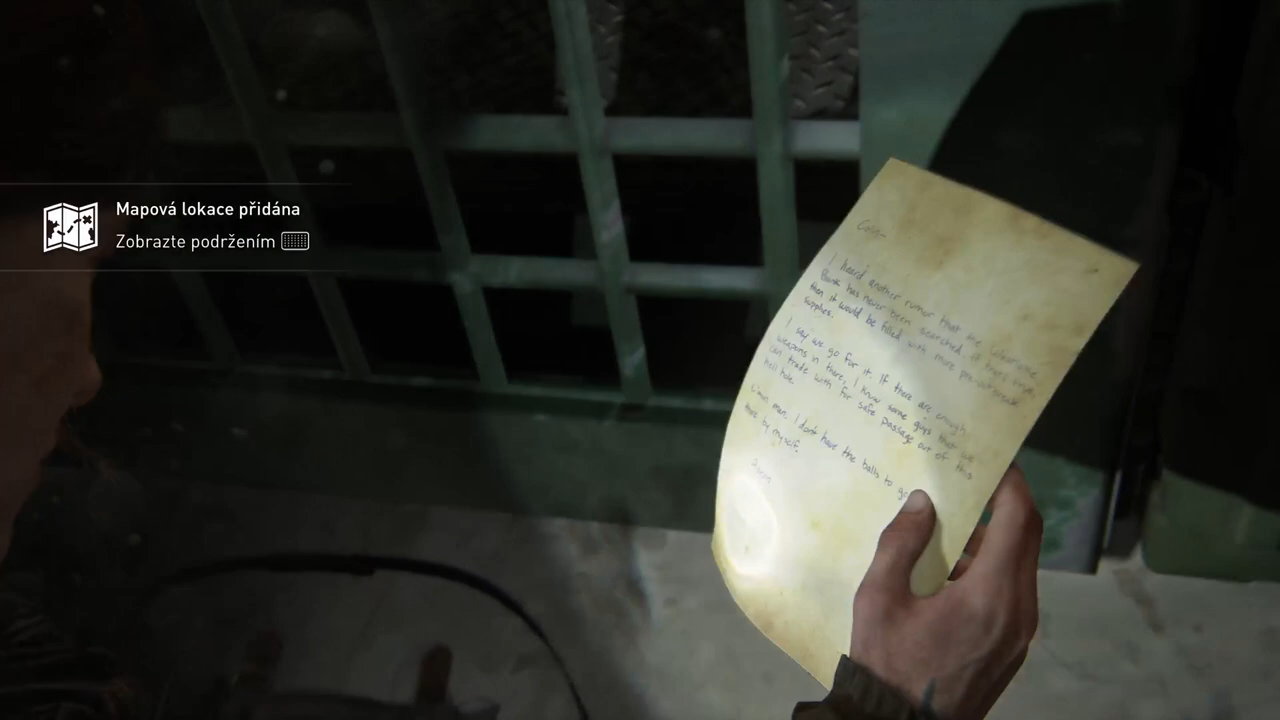 Mapová lokace přidána
Zobrazte podržením
Colin-
I heard another rumor that the
Bank has never been searched. If that's true,
then it would be filled with more pre-outbreak
supplies.
I say we go for it. If there are enough
weapons in there, I know some guys that we
can trade with for safe passage out of this
hell hole.
C'mon man. I don't have the balls to go
there by myself.